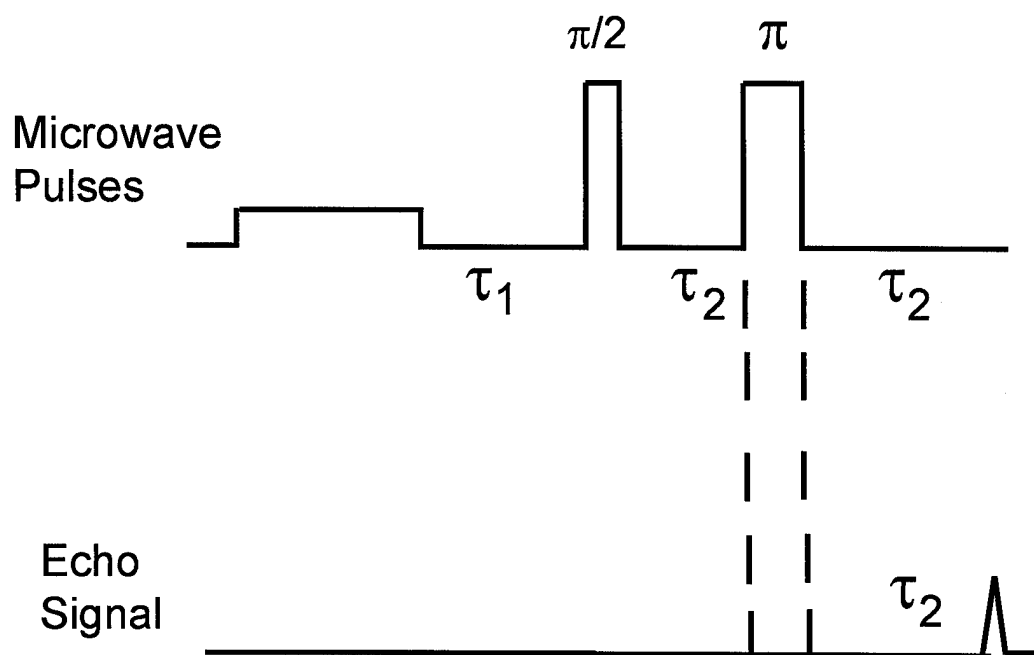 π/2
π
Microwave
Pulses
τ1
τ2
τ2
Echo
Signal
τ2